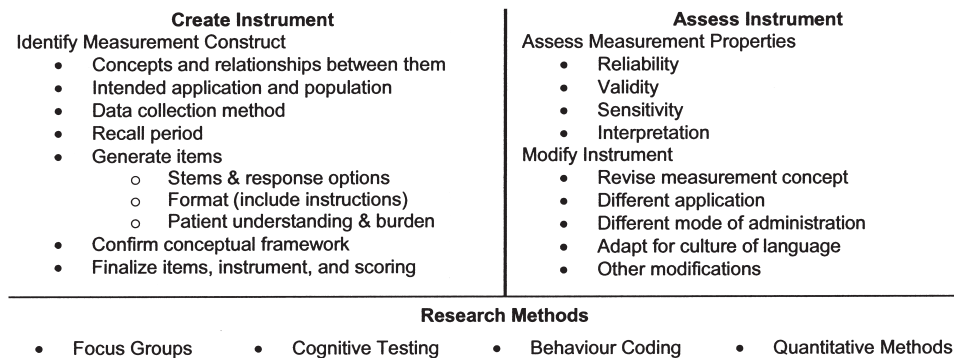 Create Instrument
Identify Measurement Construct
• Concepts and relationships between them
• Intended application and population
• Data collection method
• Recall period
• Generate items
o Stems & response options
o Format (include instructions)
o Patient understanding & burden
• Confirm conceptual framework
• Finalize items, instrument, and scoring
Assess Instrument
Assess Measurement Properties
• Reliability
• Validity
• Sensitivity
• Interpretation
Modify Instrument
• Revise measurement concept
• Different application
• Different mode of administration
• Adapt for culture of language
• Other modifications
Research Methods
• Focus Groups • Cognitive Testing • Behaviour Coding • Quantitative Methods